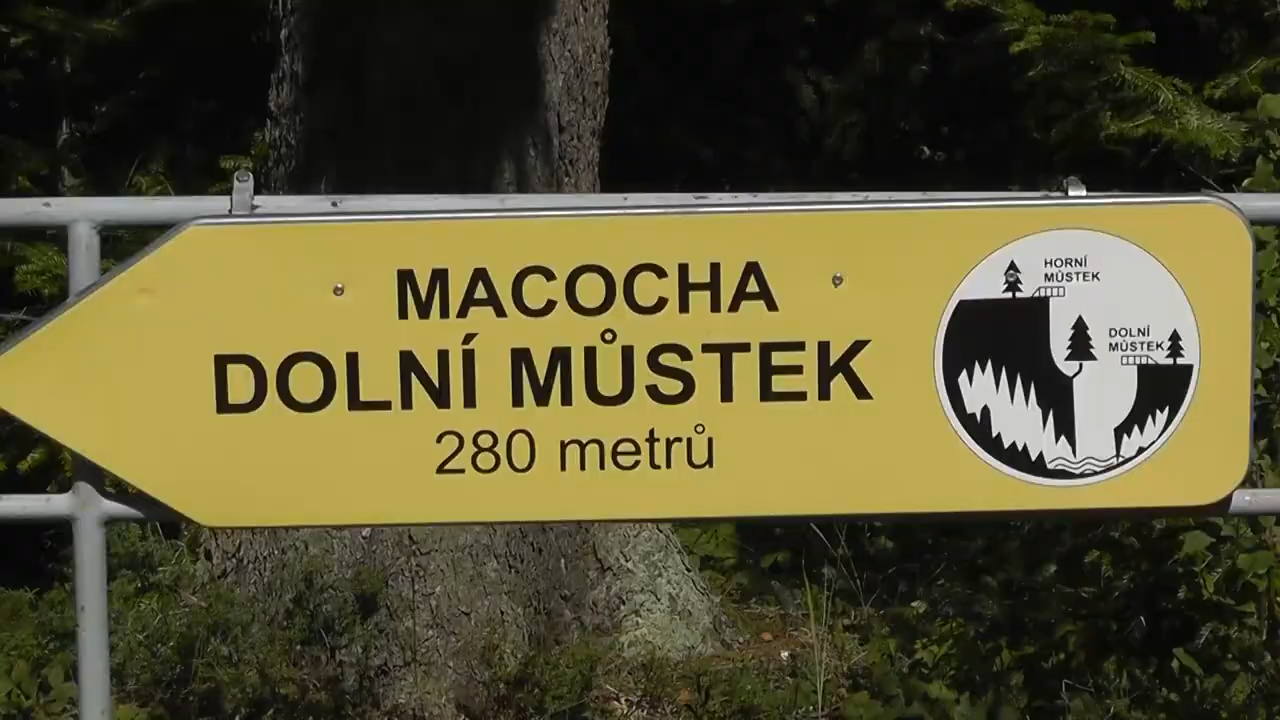 MACOCHA
DOLNÍ MŮSTEK
280 metrů
HORNÍ
MŮSTEK
DOLNÍ
MŮSTEK